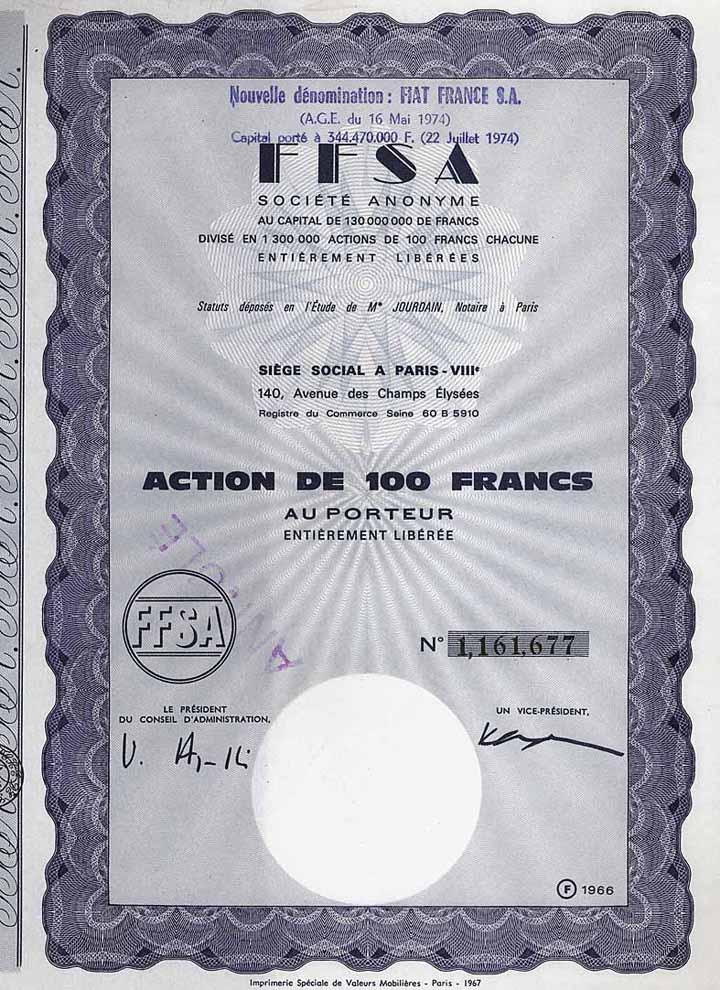 Nouvelle dénomination : FIAT FRANCE S.A.
(A.G.E. du 16 Mai 1974)
Capital porté à 344.470.000 F. (22 Juillet 1974)
FFSA
SOCIÉTÉ ANONYME
AU CAPITAL DE 130 000 000 DE FRANCS
DIVISÉ EN 1 300 000 ACTIONS DE 100 FRANCS CHACUNE
ENTIÈREMENT LIBÉRÉES
Statuts déposés en l'Étude de Me JOURDAIN, Notaire à Paris
SIÈGE SOCIAL A PARIS - VIIIe
140, Avenue des Champs Élysées
Registre du Commerce Seine 60 B 5910
ACTION DE 100 FRANCS
AU PORTEUR
ENTIÈREMENT LIBÉRÉE
ANNULE
FFSA
N° 1,161,677
LE PRÉSIDENT
DU CONSEIL D'ADMINISTRATION,
UN VICE-PRÉSIDENT,
F 1966
Imprimerie Spéciale de Valeurs Mobilières - Paris - 1967